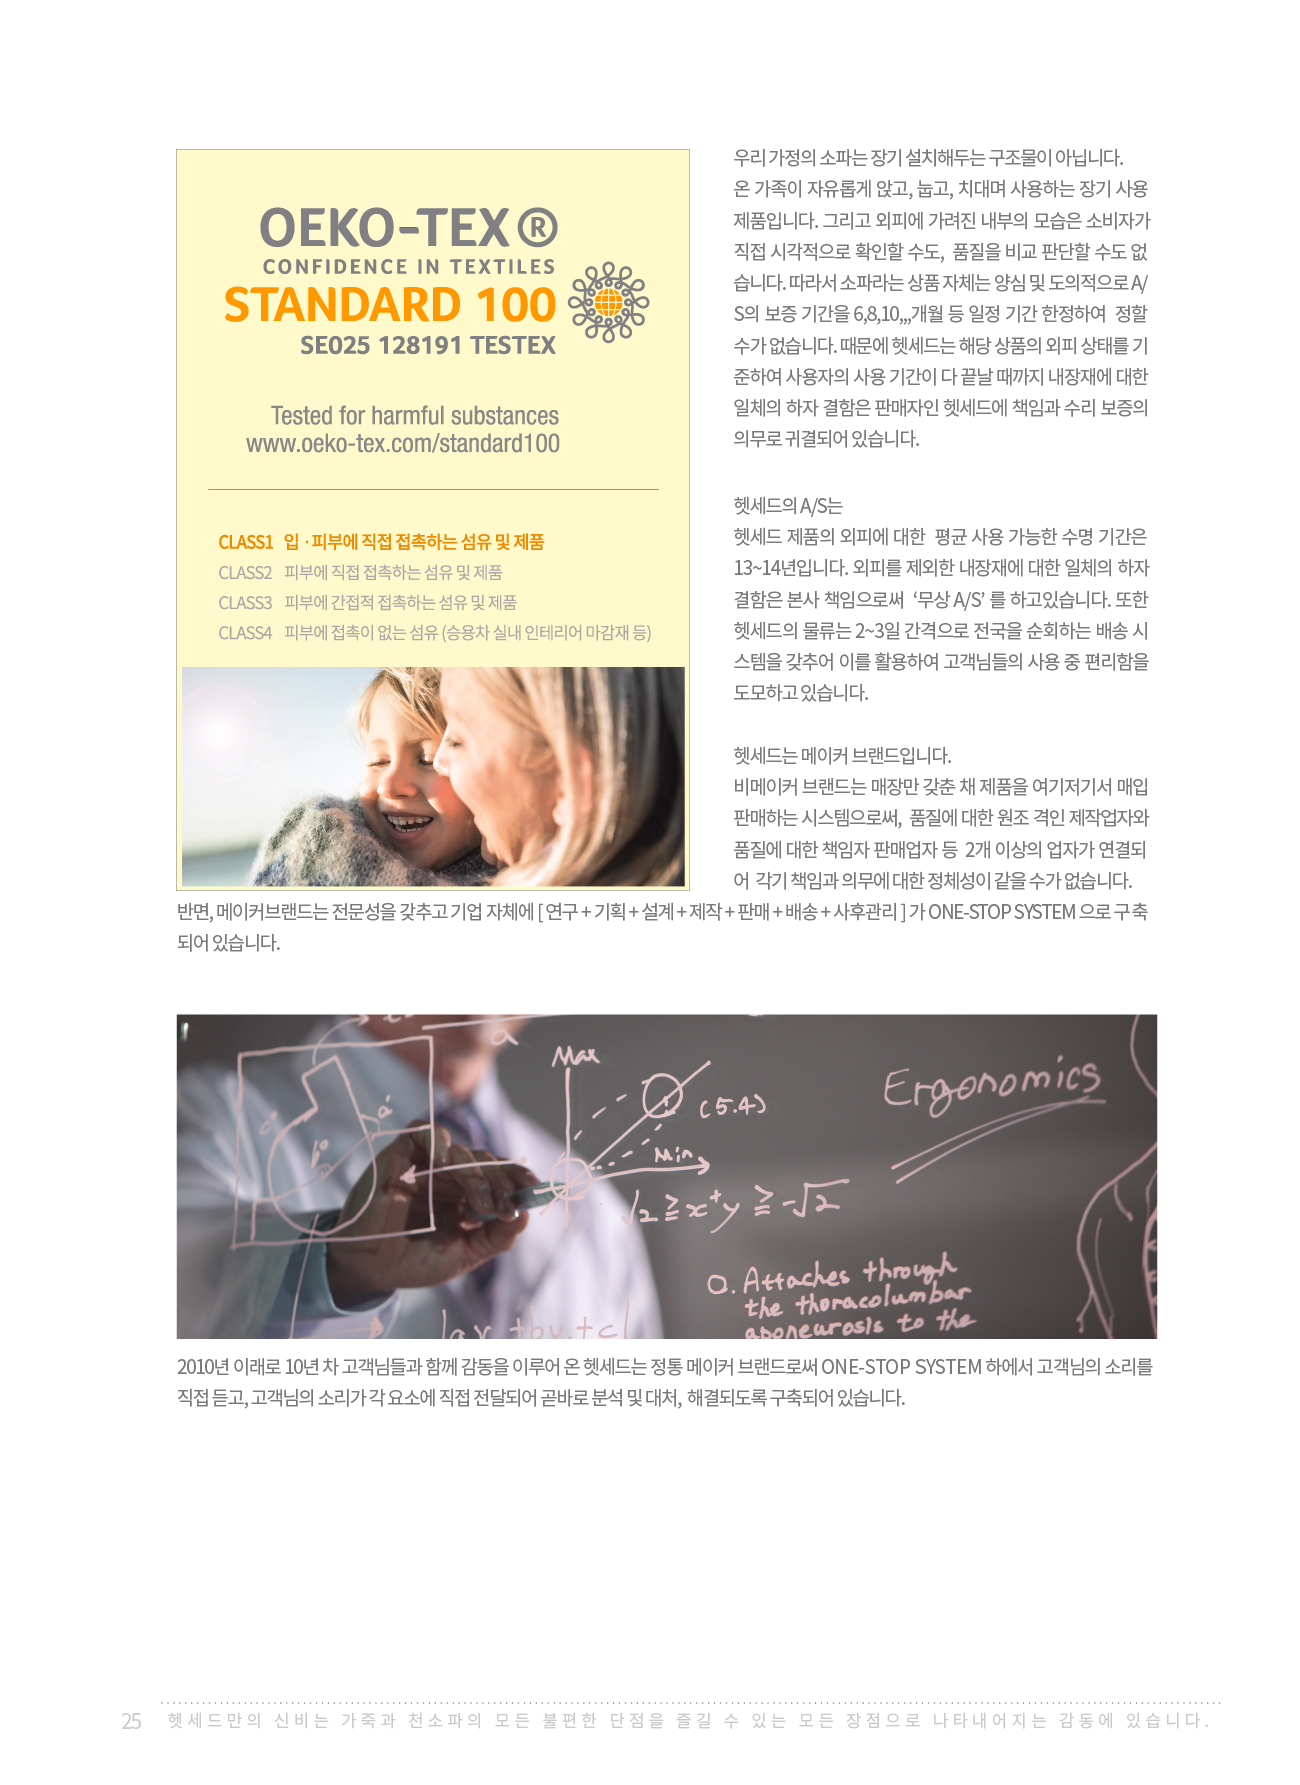 OEKO-TEX®
CONFIDENCE IN TEXTILES
STANDARD 100
SE025 128191 TESTEX
Tested for harmful substances
www.oeko-tex.com/standard100
CLASS1 입 · 피부에 직접 접촉하는 섬유 및 제품
CLASS2 피부에 직접 접촉하는 섬유 및 제품
CLASS3 피부에 간접적 접촉하는 섬유 및 제품
CLASS4 피부에 접촉이 없는 섬유 (승용차 실내 인테리어 마감재 등)
우리 가정의 소파는 장기 설치해두는 구조물이 아닙니다.
온 가족이 자유롭게 앉고, 눕고, 치대며 사용하는 장기 사용
제품입니다. 그리고 외피에 가려진 내부의 모습은 소비자가
직접 시각적으로 확인할 수도, 품질을 비교 판단할 수도 없
습니다. 따라서 소파라는 상품 자체는 양심 및 도의적으로 A/
S의 보증 기간을 6,8,10,,,개월 등 일정 기간 한정하여 정할
수가 없습니다. 때문에 헷세드는 해당 상품의 외피 상태를 기
준하여 사용자의 사용 기간이 다 끝날 때까지 내장재에 대한
일체의 하자 결함은 판매자인 헷세드에 책임과 수리 보증의
의무로 귀결되어 있습니다.
헷세드의 A/S는
헷세드 제품의 외피에 대한 평균 사용 가능한 수명 기간은
13~14년입니다. 외피를 제외한 내장재에 대한 일체의 하자
결함은 본사 책임으로써 ‘무상 A/S’ 를 하고있습니다. 또한
헷세드의 물류는 2~3일 간격으로 전국을 순회하는 배송 시
스템을 갖추어 이를 활용하여 고객님들의 사용 중 편리함을
도모하고 있습니다.
헷세드는 메이커 브랜드입니다.
비메이커 브랜드는 매장만 갖춘 채 제품을 여기저기서 매입
판매하는 시스템으로써, 품질에 대한 원조 격인 제작업자와
품질에 대한 책임자 판매업자 등 2개 이상의 업자가 연결되
어 각기 책임과 의무에 대한 정체성이 같을 수가 없습니다.
반면, 메이커브랜드는 전문성을 갖추고 기업 자체에 [ 연구 + 기획 + 설계 + 제작 + 판매 + 배송 + 사후관리 ] 가 ONE-STOP SYSTEM 으로 구축
되어 있습니다.
a
Max
Ergonomics
(5.4)
a'
b°
Min
√2 ≧ x+y ≧ -√2
O. Attaches through
the thoracolumbar
aponeurosis to the
2010년 이래로 10년 차 고객님들과 함께 감동을 이루어 온 헷세드는 정통 메이커 브랜드로써 ONE-STOP SYSTEM 하에서 고객님의 소리를
직접 듣고, 고객님의 소리가 각 요소에 직접 전달되어 곧바로 분석 및 대처, 해결되도록 구축되어 있습니다.
25 헷세드만의 신비는 가죽과 천소파의 모든 불편한 단점을 즐길 수 있는 모든 장점으로 나타내어지는 감동에 있습니다.